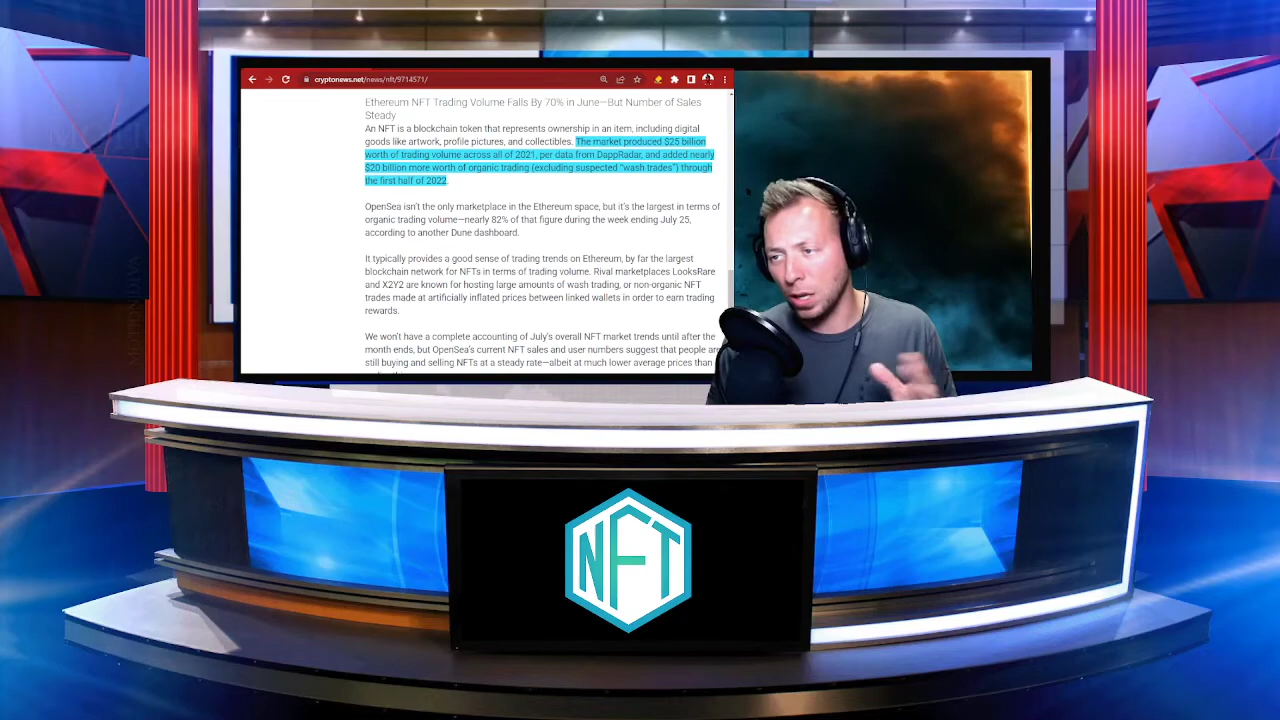 cryptonews.net/news/nft/9714571/
Ethereum NFT Trading Volume Falls By 70% in June—But Number of Sales
Steady
An NFT is a blockchain token that represents ownership in an item, including digital
goods like artwork, profile pictures, and collectibles. The market produced $25 billion
worth of trading volume across all of 2021, per data from DappRadar, and added nearly
$20 billion more worth of organic trading (excluding suspected “wash trades”) through
the first half of 2022.
OpenSea isn’t the only marketplace in the Ethereum space, but it’s the largest in terms of
organic trading volume—nearly 82% of that figure during the week ending July 25,
according to another Dune dashboard.
It typically provides a good sense of trading trends on Ethereum, by far the largest
blockchain network for NFTs in terms of trading volume. Rival marketplaces LooksRare
and X2Y2 are known for hosting large amounts of wash trading, or non-organic NFT
trades made at artificially inflated prices between linked wallets in order to earn trading
rewards.
We won’t have a complete accounting of July’s overall NFT market trends until after the
month ends, but OpenSea’s current NFT sales and user numbers suggest that people are
still buying and selling NFTs at a steady rate—albeit at much lower average prices than
NFT